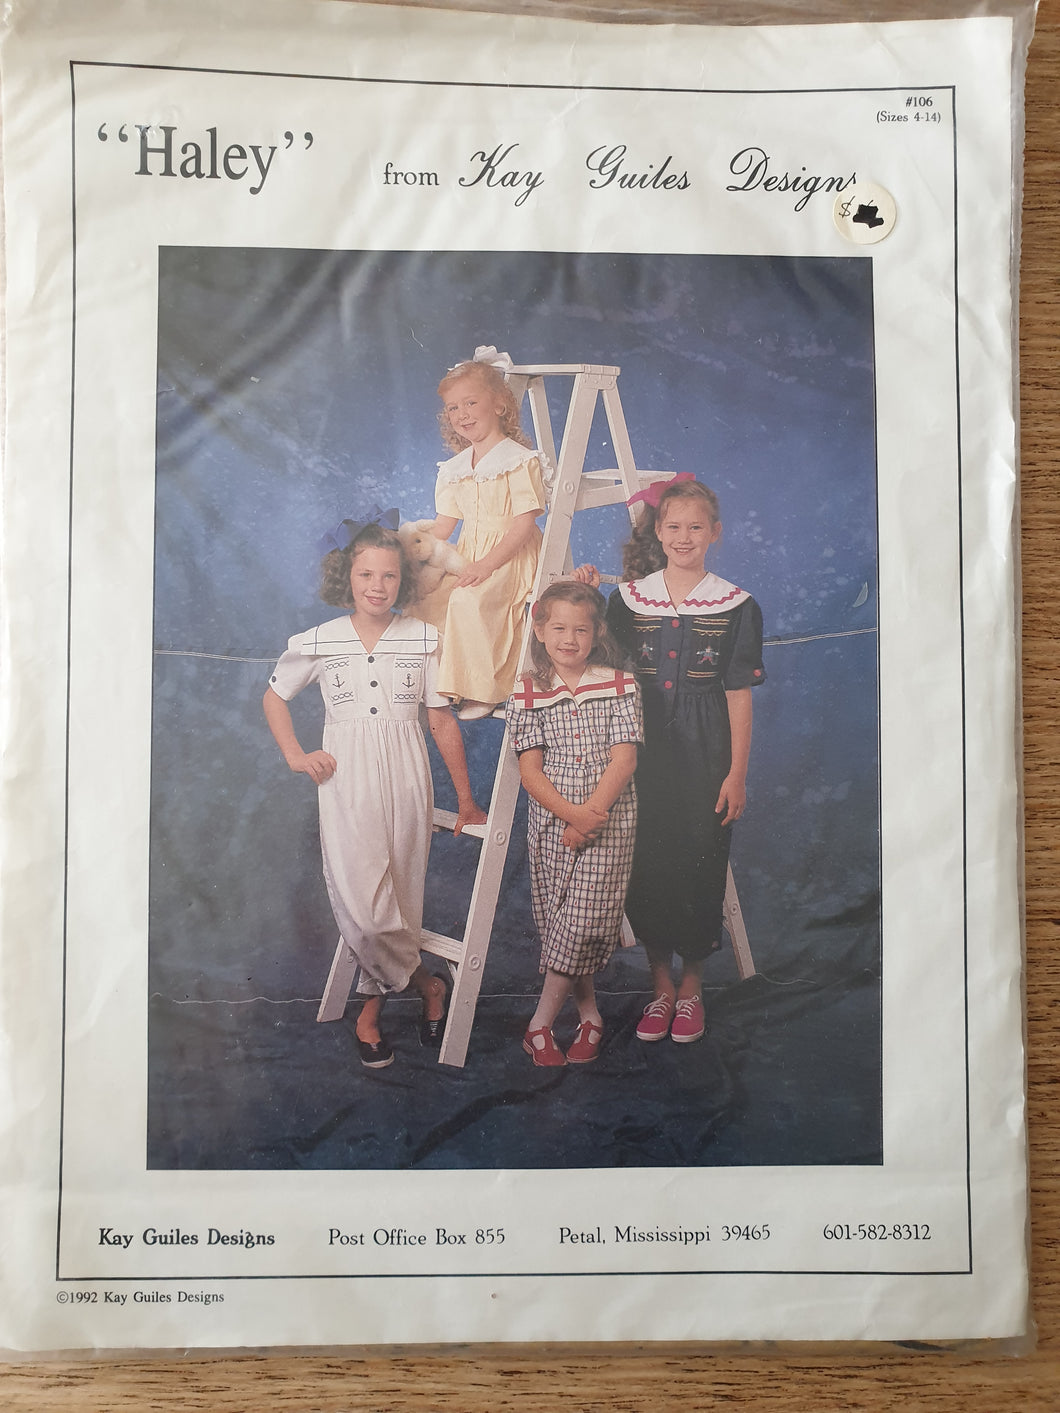 #106
(Sizes 4-14)
“Haley” from Kay Guiles Designs
$
Kay Guiles Designs Post Office Box 855 Petal, Mississippi 39465 601-582-8312
©1992 Kay Guiles Designs